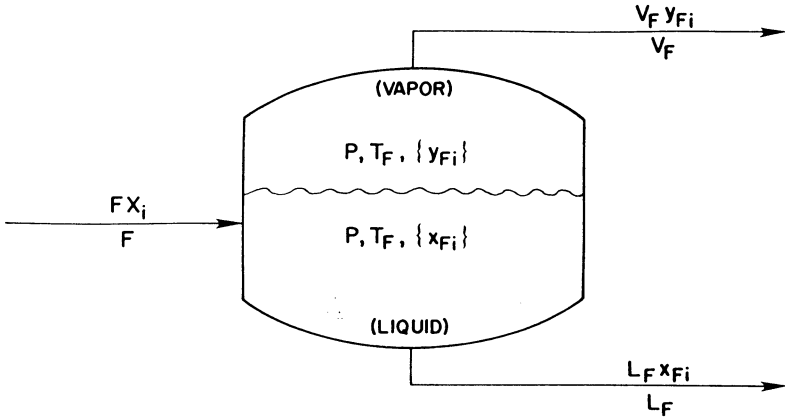 V_F y_Fi
V_F
(VAPOR)
P, T_F, { y_Fi }
F X_i
F
P, T_F, { x_Fi }
(LIQUID)
L_F x_Fi
L_F